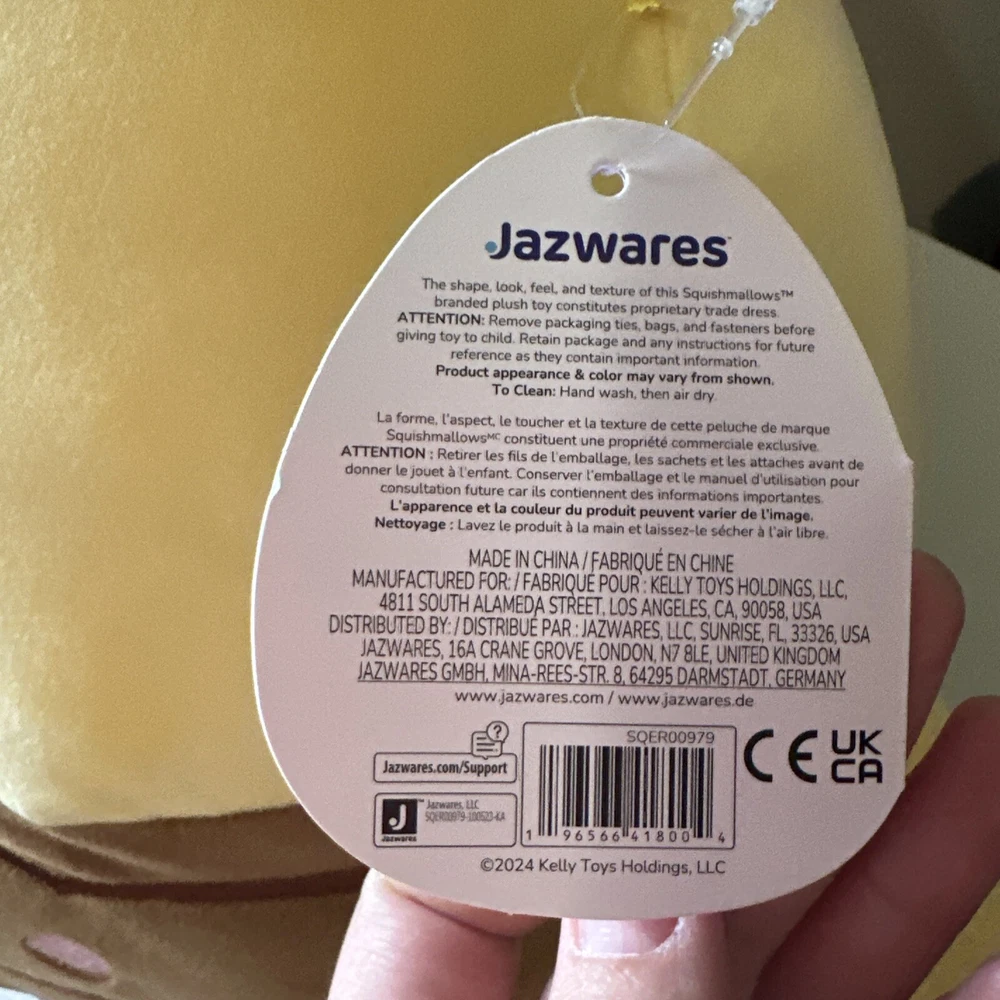 Jazwares™
The shape, look, feel, and texture of this Squishmallows™
branded plush toy constitutes proprietary trade dress.
ATTENTION: Remove packaging ties, bags, and fasteners before
giving toy to child. Retain package and any instructions for future
reference as they contain important information.
Product appearance & color may vary from shown.
To Clean: Hand wash, then air dry.
La forme, l'aspect, le toucher et la texture de cette peluche de marque
Squishmallowsᴹᶜ constituent une propriété commerciale exclusive.
ATTENTION : Retirer les fils de l'emballage, les sachets et les attaches avant de
donner le jouet à l'enfant. Conserver l'emballage et le manuel d'utilisation pour
consultation future car ils contiennent des informations importantes.
L'apparence et la couleur du produit peuvent varier de l'image.
Nettoyage : Lavez le produit à la main et laissez-le sécher à l'air libre.
MADE IN CHINA / FABRIQUÉ EN CHINE
MANUFACTURED FOR: / FABRIQUÉ POUR : KELLY TOYS HOLDINGS, LLC,
4811 SOUTH ALAMEDA STREET, LOS ANGELES, CA, 90058, USA
DISTRIBUTED BY: / DISTRIBUÉ PAR : JAZWARES, LLC, SUNRISE, FL, 33326, USA
JAZWARES, 16A CRANE GROVE, LONDON, N7 8LE, UNITED KINGDOM
JAZWARES GMBH, MINA-REES-STR. 8, 64295 DARMSTADT, GERMANY
www.jazwares.com / www.jazwares.de
?
Jazwares.com/Support
J™
Jazwares
Jazwares, LLC
SQER00979-100523-KA
SQER00979
1 96566 41800 4
CE
UK
CA
©2024 Kelly Toys Holdings, LLC